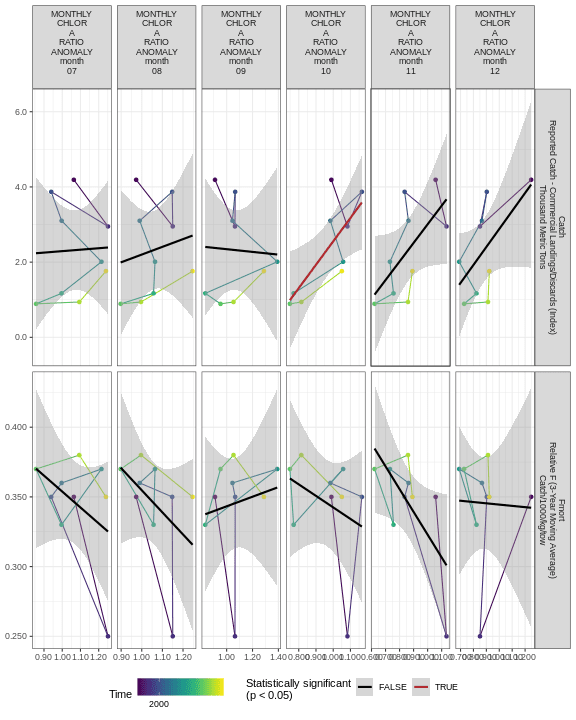 MONTHLY MONTHLY MONTHLY MONTHLY MONTHLY MONTHLY
CHLOR CHLOR CHLOR CHLOR CHLOR CHLOR
A A A A A A
RATIO RATIO RATIO RATIO RATIO RATIO
ANOMALY ANOMALY ANOMALY ANOMALY ANOMALY ANOMALY
month month month month month month
07 08 09 10 11 12
6.0
4.0
2.0
0.0
Catch
Reported Catch - Commercial Landings/Discards (Index)
Thousand Metric Tons
0.400
0.350
0.300
0.250
Fmort
Relative F (3-Year Moving Average)
Catch/1000/kg/tow
0.90 1.00 1.10 1.20 0.90 1.00 1.10 1.20 1.00 1.20 1.40
Time
2000
Statistically significant
(p < 0.05)
FALSE
TRUE